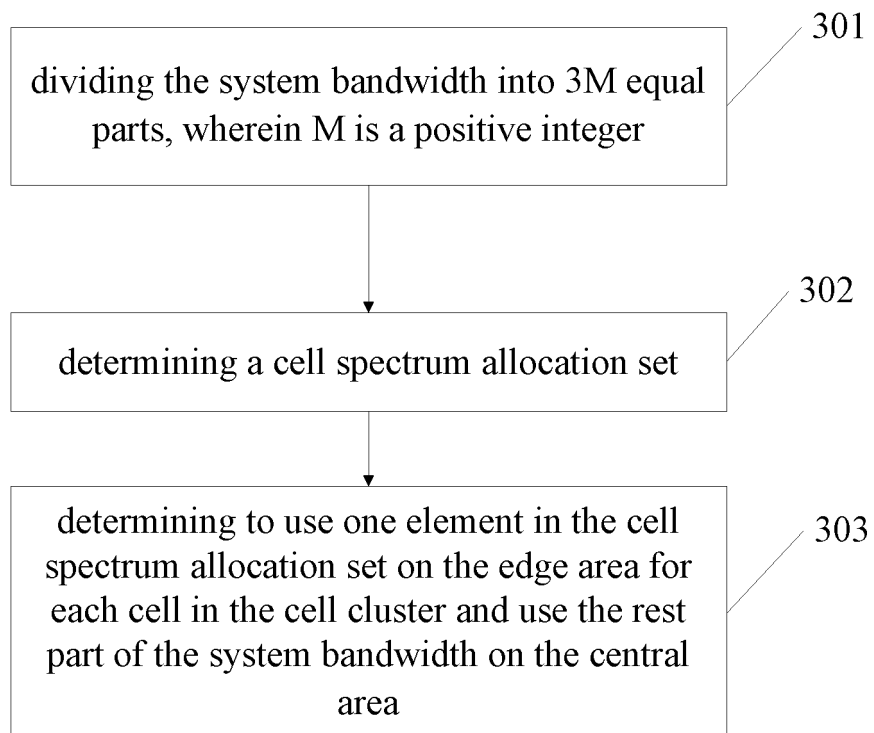 301
dividing the system bandwidth into 3M equal
parts, wherein M is a positive integer
302
determining a cell spectrum allocation set
303
determining to use one element in the cell
spectrum allocation set on the edge area for
each cell in the cell cluster and use the rest
part of the system bandwidth on the central
area